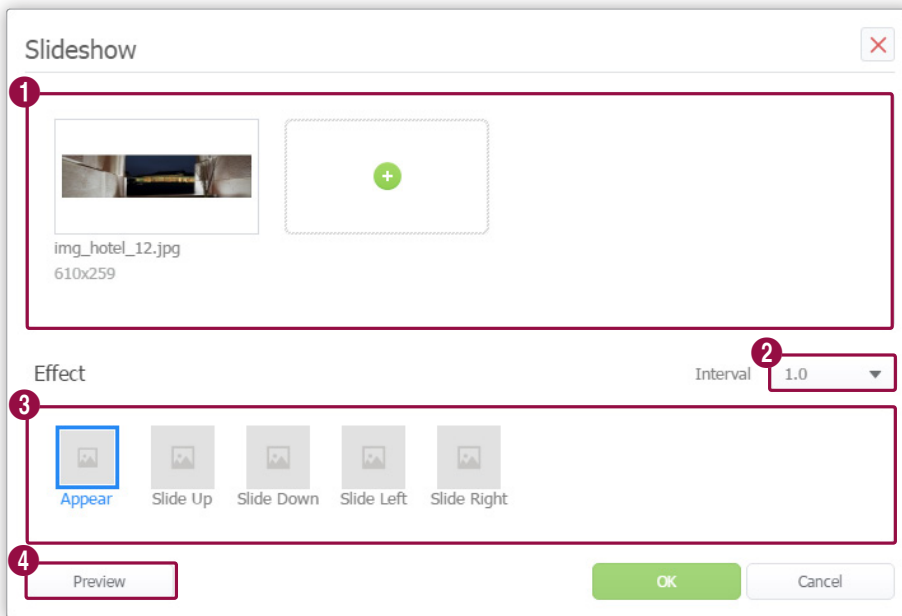 Slideshow
1
img_hotel_12.jpg
610x259
2
Effect
Interval 1.0
3
Appear Slide Up Slide Down Slide Left Slide Right
4
Preview OK Cancel